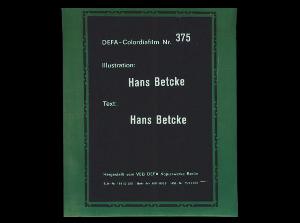 DEFA-Colordiafilm Nr. 375
Illustration:
Hans Betcke
Text:
Hans Betcke
Hergestellt vom VEB DEFA Kopierwerke Berlin